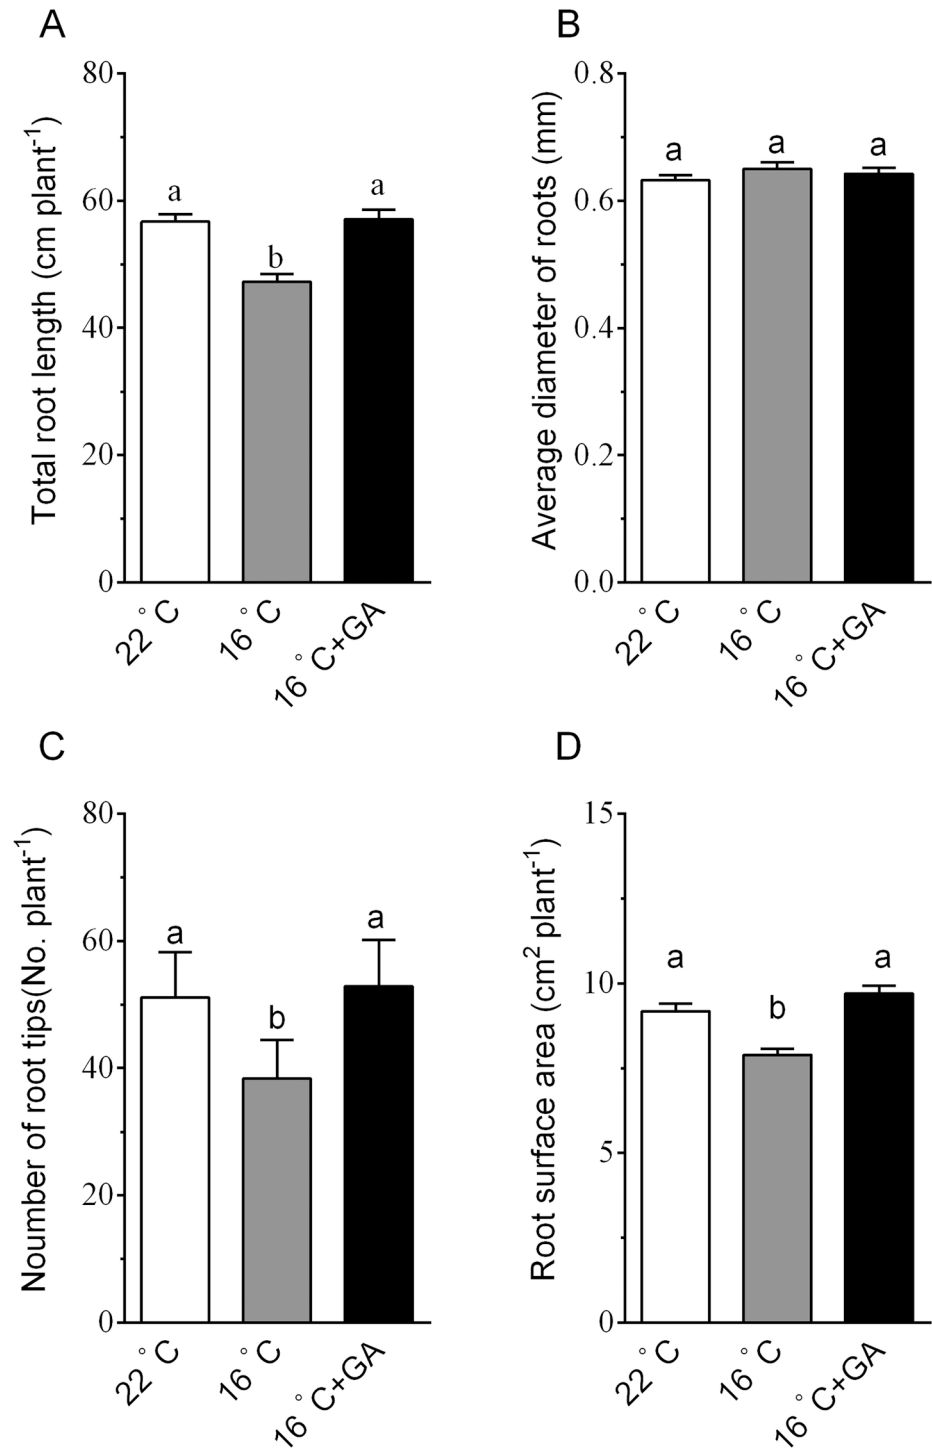 A
Total root length (cm plant⁻¹)
80
60
40
20
0
a
b
a
22°C
16°C
16°C+GA
B
Average diameter of roots (mm)
0.8
0.6
0.4
0.2
0.0
a
a
a
22°C
16°C
16°C+GA
C
Noumber of root tips(No. plant⁻¹)
80
60
40
20
0
a
b
a
22°C
16°C
16°C+GA
D
Root surface area (cm² plant⁻¹)
15
10
5
0
a
b
a
22°C
16°C
16°C+GA